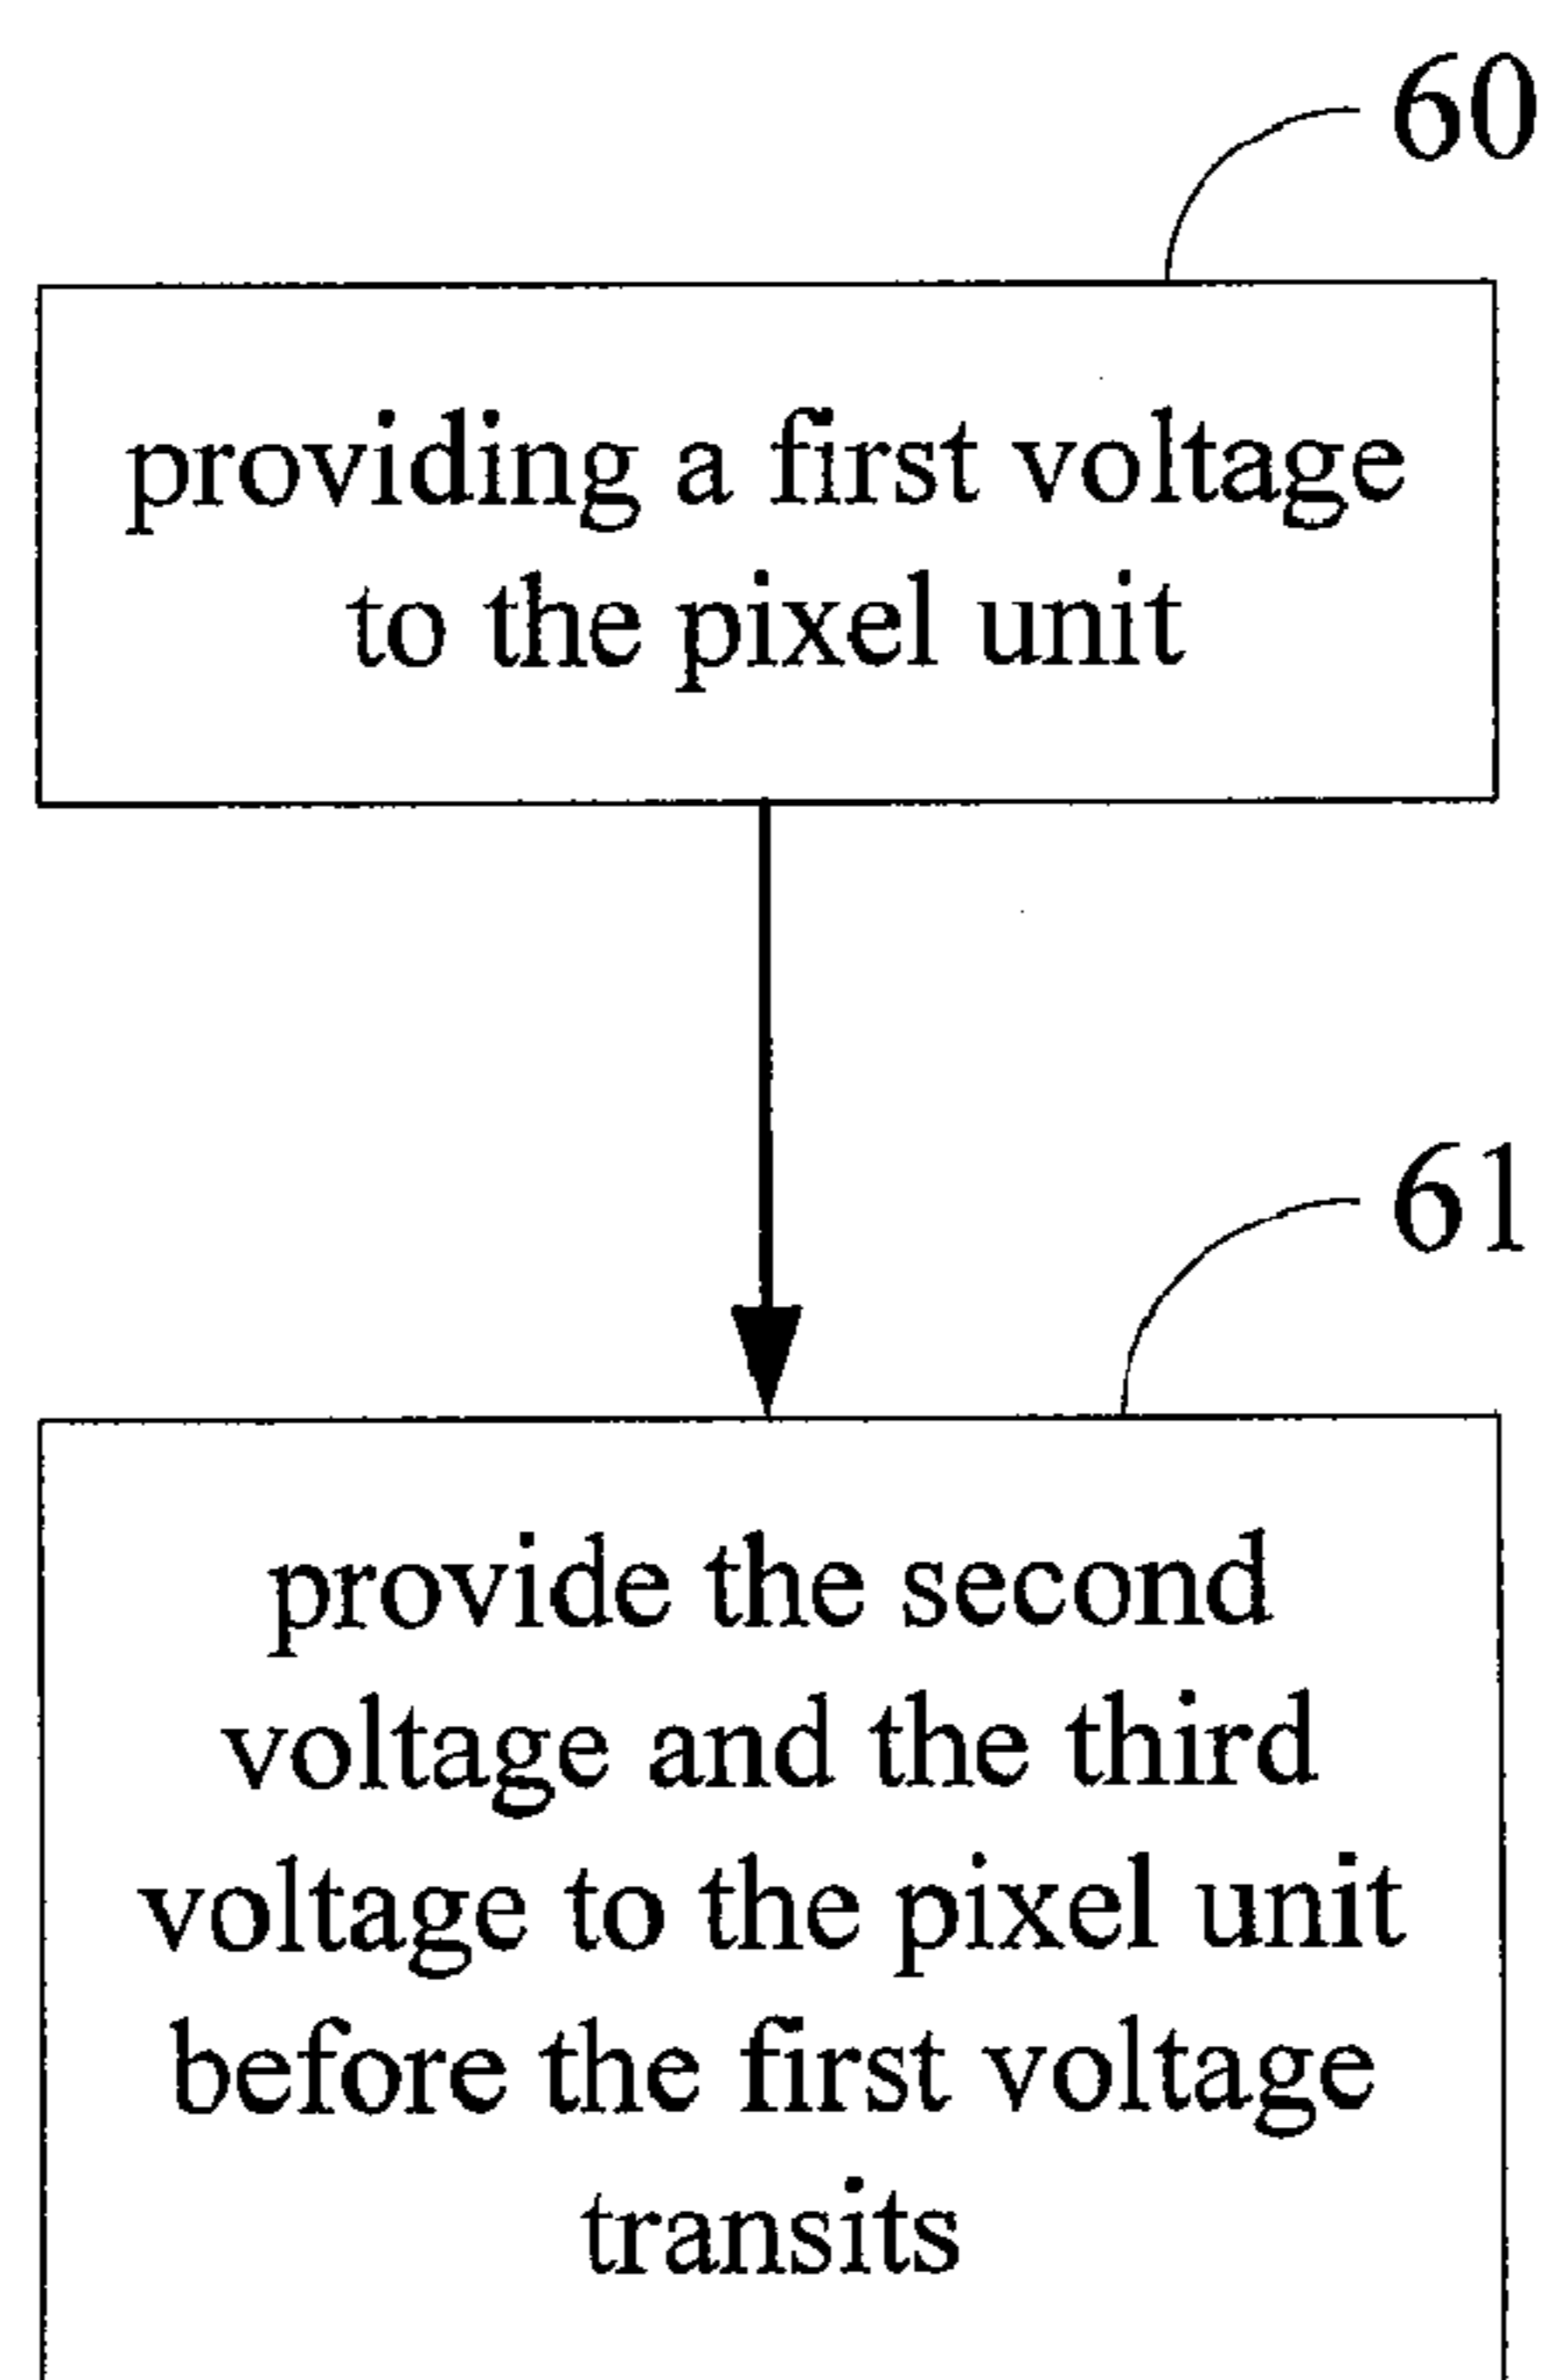 60
providing a first voltage
to the pixel unit
61
provide the second
voltage and the third
voltage to the pixel unit
before the first voltage
transits